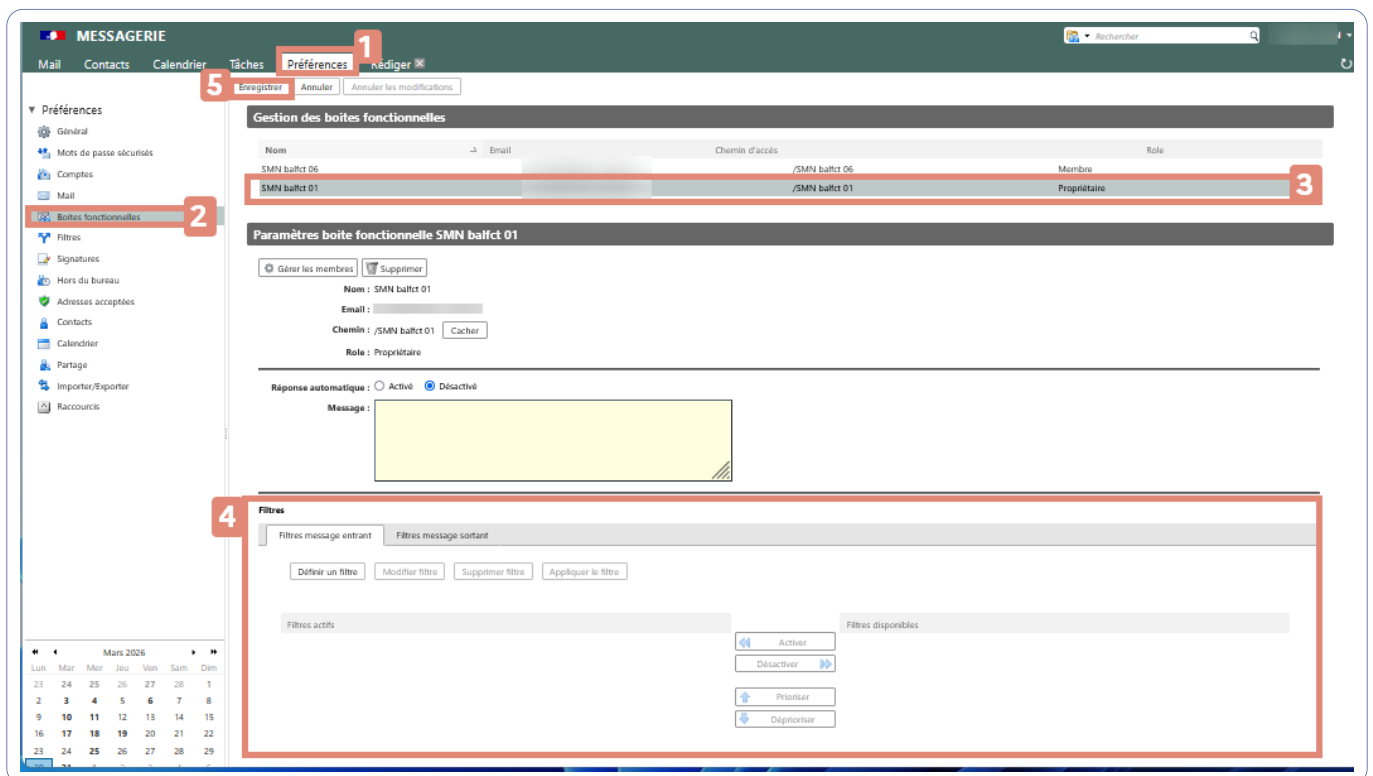 MESSAGERIE
Rechercher
1
Mail Contacts Calendrier Tâches Préférences Rédiger
5
Enregistrer Annuler Annuler les modifications
Préférences
Général
Mots de passe sécurisés
Comptes
Mail
Boites fonctionnelles
2
Filtres
Signatures
Hors du bureau
Adresses acceptées
Contacts
Calendrier
Partage
Importer/Exporter
Raccourcis
Gestion des boites fonctionnelles
Nom Email Chemin d'accès Role
SMN balfct 06 /SMN balfct 06 Membre
SMN balfct 01 /SMN balfct 01 Propriétaire
3
Paramètres boite fonctionnelle SMN balfct 01
Gérer les membres Supprimer
Nom : SMN balfct 01
Email :
Chemin : /SMN balfct 01 Cacher
Role : Propriétaire
Réponse automatique : Activé Désactivé
Message :
4
Filtres
Filtres message entrant Filtres message sortant
Définir un filtre Modifier filtre Supprimer filtre Appliquer le filtre
Filtres actifs Filtres disponibles
Activer
Désactiver
Prioriser
Déprioriser
Mars 2026
Lun Mar Mer Jeu Ven Sam Dim
23 24 25 26 27 28 1
2 3 4 5 6 7 8
9 10 11 12 13 14 15
16 17 18 19 20 21 22
23 24 25 26 27 28 29